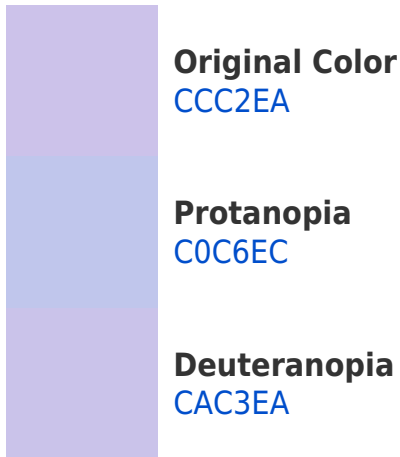 Original Color
CCC2EA
Protanopia
C0C6EC
Deuteranopia
CAC3EA